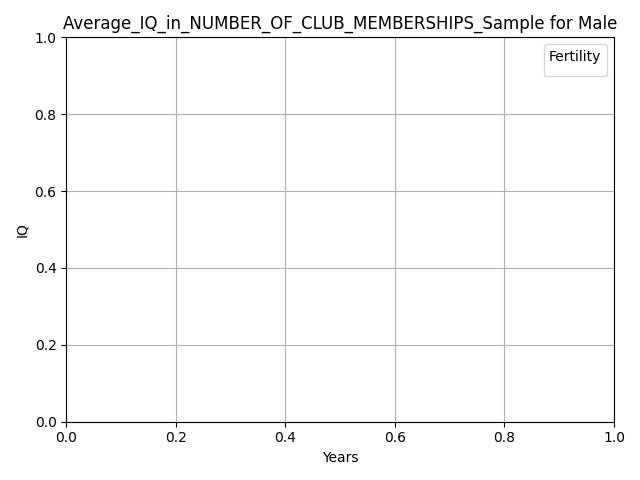 Average_IQ_in_NUMBER_OF_CLUB_MEMBERSHIPS_Sample for Male
Fertility
1.0
0.8
0.6
0.4
0.2
0.0
IQ
0.0 0.2 0.4 0.6 0.8 1.0
Years